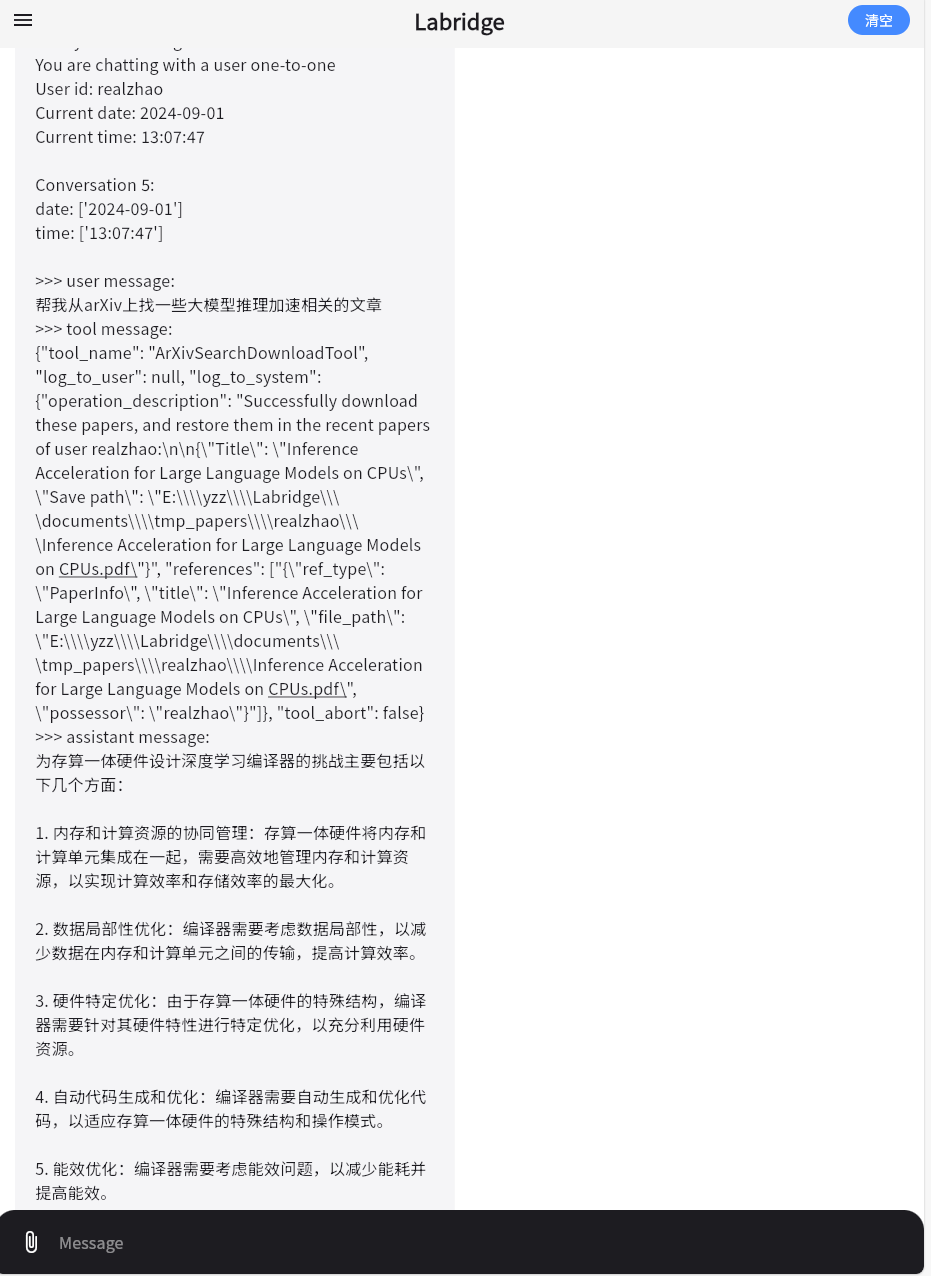 Labridge
清空
You are chatting with a user one-to-one
User id: realzhao
Current date: 2024-09-01
Current time: 13:07:47
Conversation 5:
date: ['2024-09-01']
time: ['13:07:47']
>>> user message:
帮我从arXiv上找一些大模型推理加速相关的文章
>>> tool message:
{"tool_name": "ArXivSearchDownloadTool",
"log_to_user": null, "log_to_system":
{"operation_description": "Successfully download
these papers, and restore them in the recent papers
of user realzhao:\n\n{\"Title\": \"Inference
Acceleration for Large Language Models on CPUs\",
\"Save path\": \"E:\\\\yzz\\\\Labridge\\\
\documents\\\\tmp_papers\\\\realzhao\\\
\Inference Acceleration for Large Language Models
on CPUs.pdf\"}", "references": ["{\"ref_type\":
\"PaperInfo\", \"title\": \"Inference Acceleration for
Large Language Models on CPUs\", \"file_path\":
\"E:\\\\yzz\\\\Labridge\\\\documents\\\
\tmp_papers\\\\realzhao\\\\Inference Acceleration
for Large Language Models on CPUs.pdf\",
\"possessor\": \"realzhao\"}"]}, "tool_abort": false}
>>> assistant message:
为存算一体硬件设计深度学习编译器的挑战主要包括以
下几个方面：
1. 内存和计算资源的协同管理：存算一体硬件将内存和
计算单元集成在一起，需要高效地管理内存和计算资
源，以实现计算效率和存储效率的最大化。
2. 数据局部性优化：编译器需要考虑数据局部性，以减
少数据在内存和计算单元之间的传输，提高计算效率。
3. 硬件特定优化：由于存算一体硬件的特殊结构，编译
器需要针对其硬件特性进行特定优化，以充分利用硬件
资源。
4. 自动代码生成和优化：编译器需要自动生成和优化代
码，以适应存算一体硬件的特殊结构和操作模式。
5. 能效优化：编译器需要考虑能效问题，以减少能耗并
提高能效。
Message